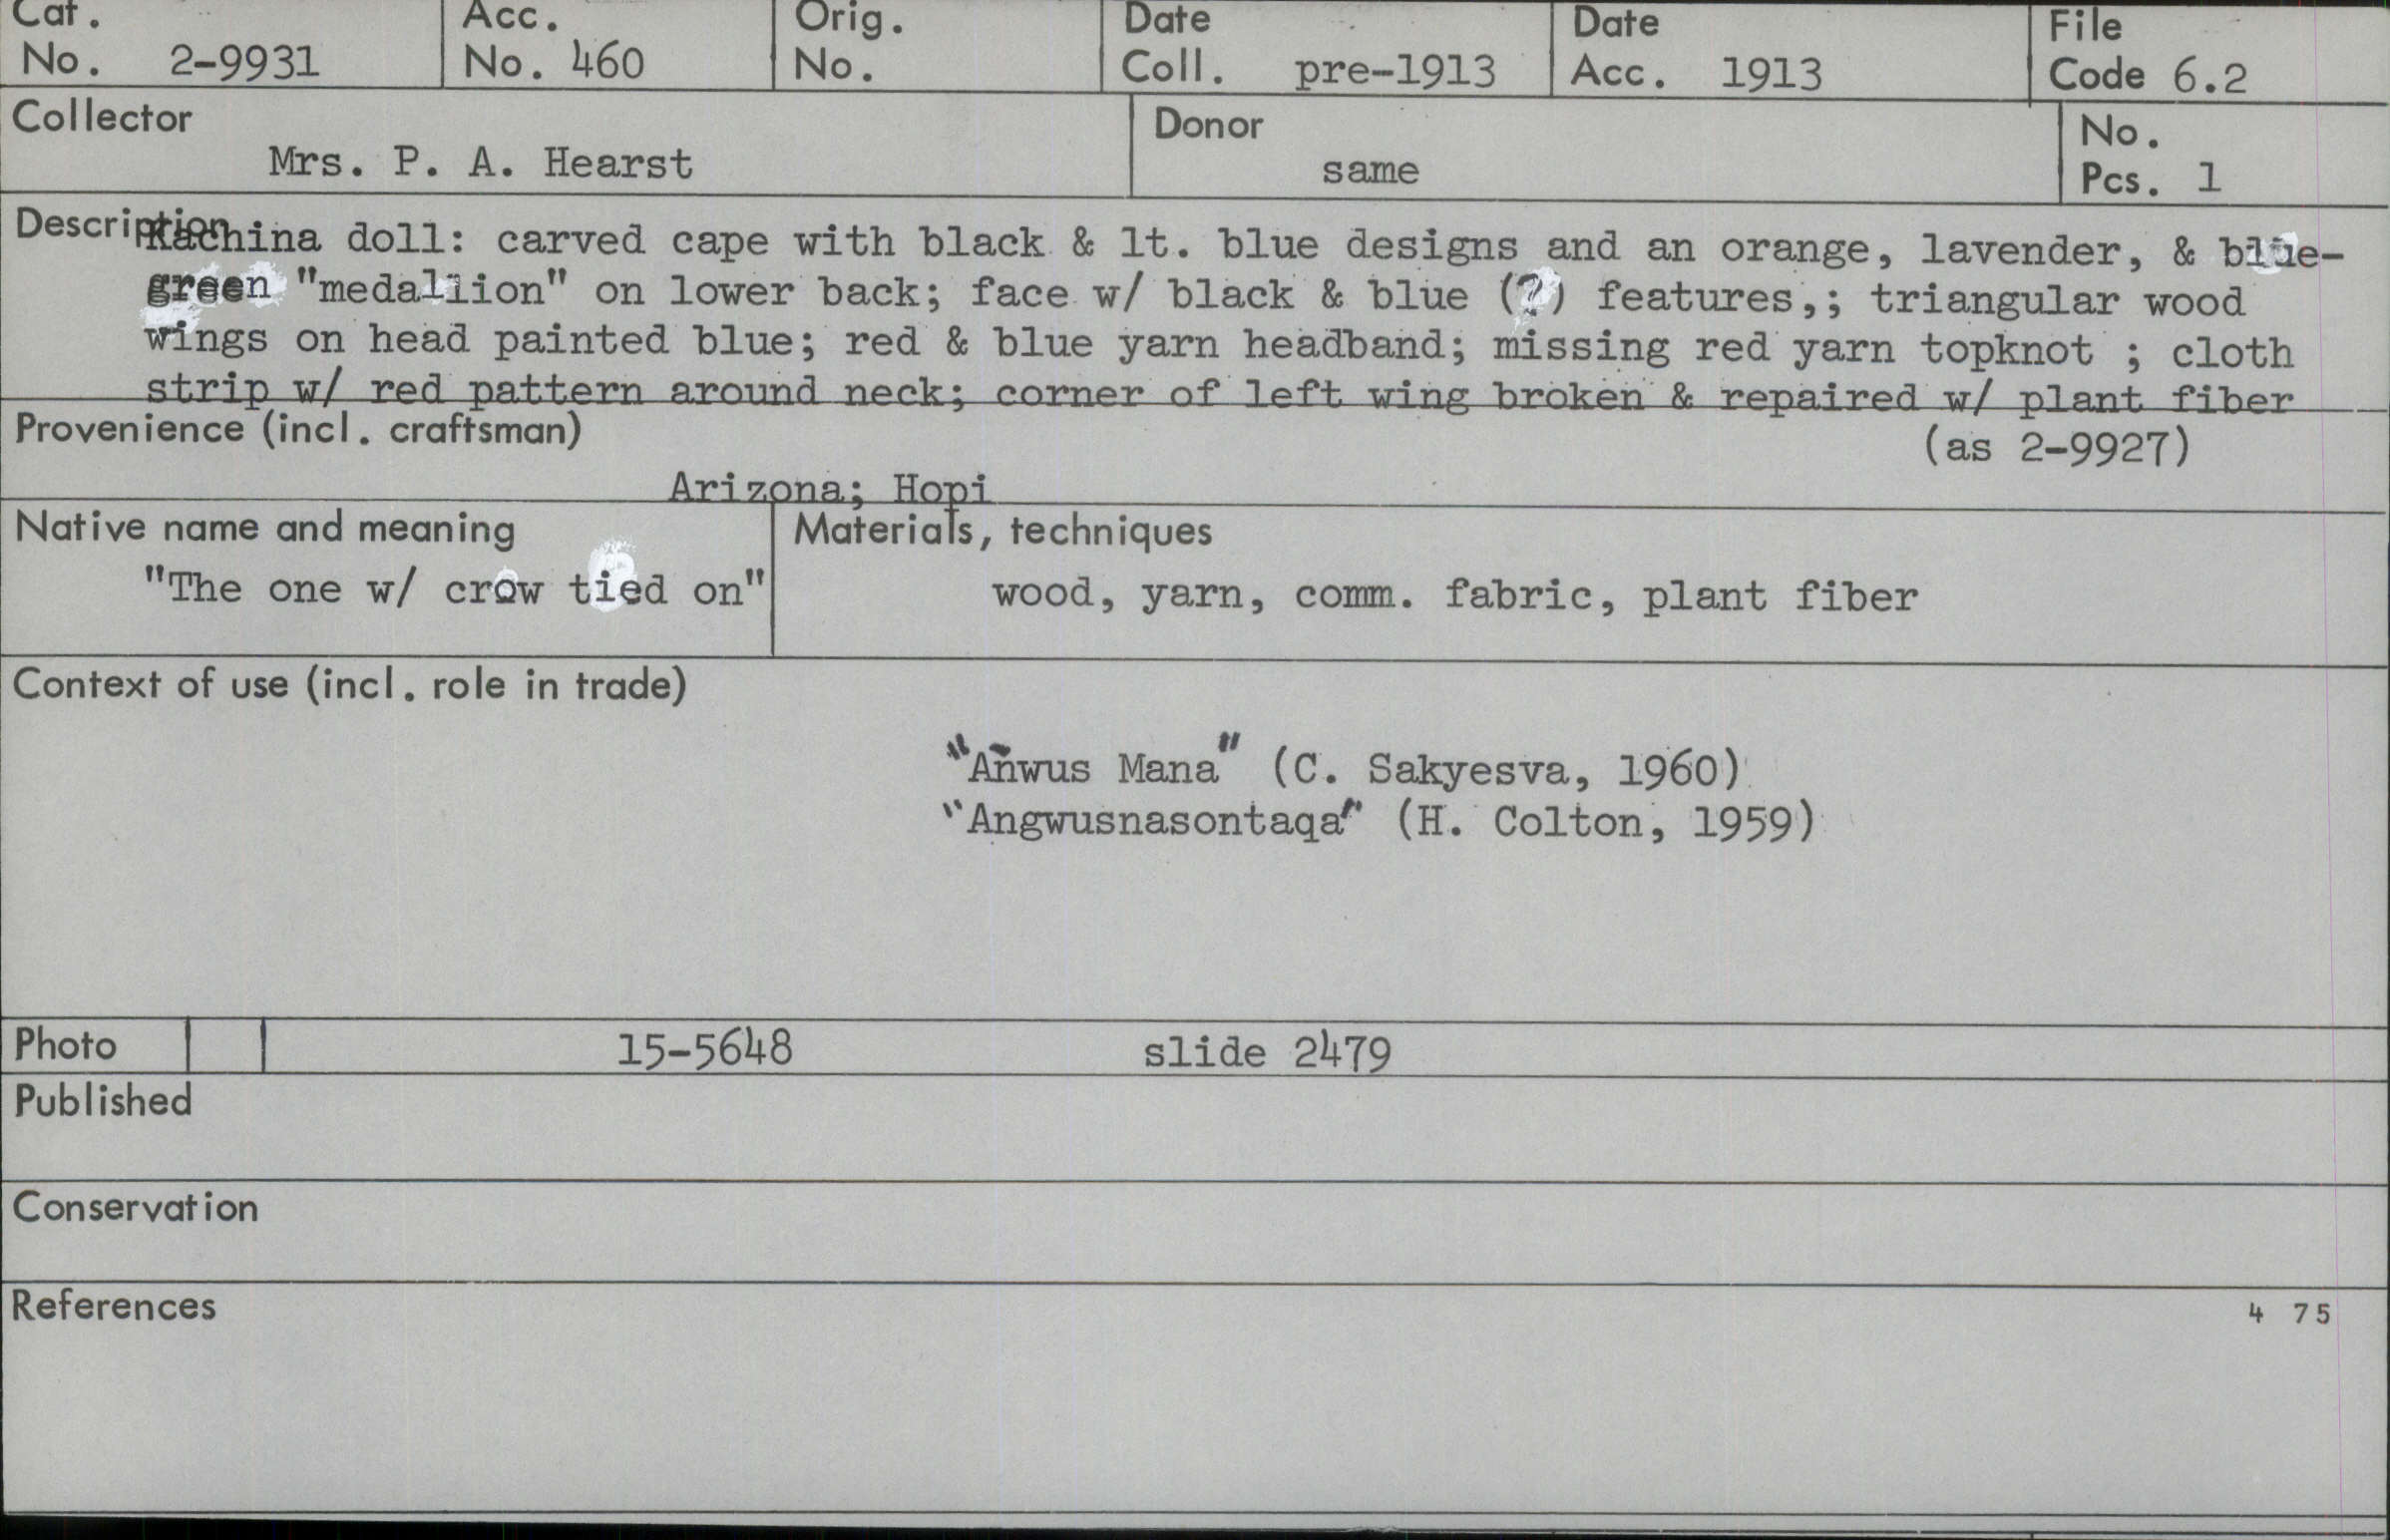 Cat. No. 2-9931 Acc. No. 460 Orig. No. Date Coll. pre-1913 Date Acc. 1913 File Code 6.2
Collector Mrs. P. A. Hearst Donor same No. Pcs. 1
Description Kachina doll: carved cape with black & lt. blue designs and an orange, lavender, & blue-
green "medallion" on lower back; face w/ black & blue (?) features,; triangular wood
wings on head painted blue; red & blue yarn headband; missing red yarn topknot ; cloth
strip w/ red pattern around neck; corner of left wing broken & repaired w/ plant fiber
Provenience (incl. craftsman) (as 2-9927)
Arizona; Hopi
Native name and meaning Materials, techniques
"The one w/ crow tied on" wood, yarn, comm. fabric, plant fiber
Context of use (incl. role in trade)
"Añwus Mana" (C. Sakyesva, 1960)
"Angwusnasontaqa" (H. Colton, 1959)
Photo 15-5648 slide 2479
Published
Conservation
References 4 75